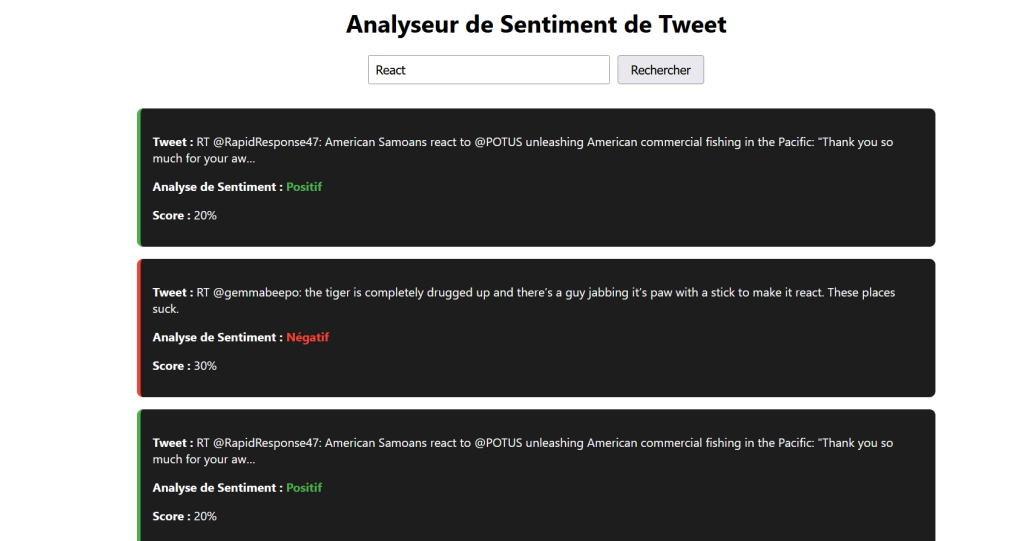 Analyseur de Sentiment de Tweet
React
Rechercher
Tweet : RT @RapidResponse47: American Samoans react to @POTUS unleashing American commercial fishing in the Pacific: "Thank you so
much for your aw...
Analyse de Sentiment : Positif
Score : 20%
Tweet : RT @gemmabeepo: the tiger is completely drugged up and there's a guy jabbing it's paw with a stick to make it react. These places
suck.
Analyse de Sentiment : Négatif
Score : 30%
Tweet : RT @RapidResponse47: American Samoans react to @POTUS unleashing American commercial fishing in the Pacific: "Thank you so
much for your aw...
Analyse de Sentiment : Positif
Score : 20%